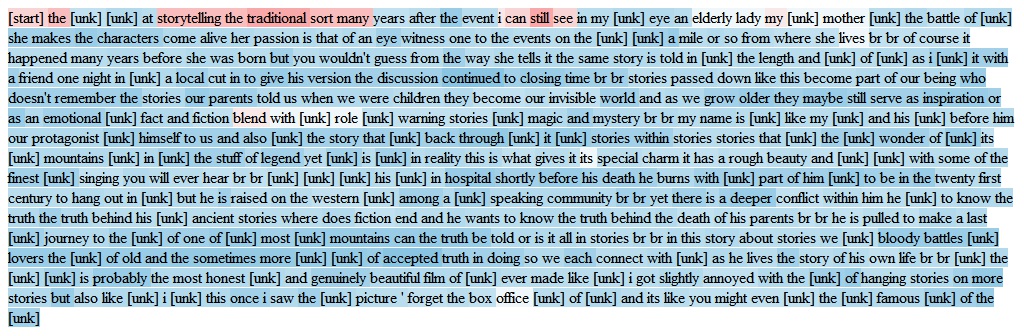 [start] the [unk] [unk] at storytelling the traditional sort many years after the event i can still see in my [unk] eye an elderly lady my [unk] mother [unk] the battle of [unk]
she makes the characters come alive her passion is that of an eye witness one to the events on the [unk] [unk] a mile or so from where she lives br br of course it
happened many years before she was born but you wouldn't guess from the way she tells it the same story is told in [unk] the length and [unk] of [unk] as i [unk] it with
a friend one night in [unk] a local cut in to give his version the discussion continued to closing time br br stories passed down like this become part of our being who
doesn't remember the stories our parents told us when we were children they become our invisible world and as we grow older they maybe still serve as inspiration or
as an emotional [unk] fact and fiction blend with [unk] role [unk] warning stories [unk] magic and mystery br br my name is [unk] like my [unk] and his [unk] before him
our protagonist [unk] himself to us and also [unk] the story that [unk] back through [unk] it [unk] stories within stories stories that [unk] the [unk] wonder of [unk] its
[unk] mountains [unk] in [unk] the stuff of legend yet [unk] is [unk] in reality this is what gives it its special charm it has a rough beauty and [unk] with some of the
finest [unk] singing you will ever hear br br [unk] [unk] [unk] his [unk] in hospital shortly before his death he burns with [unk] part of him [unk] to be in the twenty first
century to hang out in [unk] but he is raised on the western [unk] among a [unk] speaking community br br yet there is a deeper conflict within him he [unk] to know the
truth the truth behind his [unk] ancient stories where does fiction end and he wants to know the truth behind the death of his parents br br he is pulled to make a last
[unk] journey to the [unk] of one of [unk] most [unk] mountains can the truth be told or is it all in stories br br in this story about stories we [unk] bloody battles [unk]
lovers the [unk] of old and the sometimes more [unk] [unk] of accepted truth in doing so we each connect with [unk] as he lives the story of his own life br br [unk] the
[unk] [unk] is probably the most honest [unk] and genuinely beautiful film of [unk] ever made like [unk] i got slightly annoyed with the [unk] of hanging stories on more
stories but also like [unk] i [unk] this once i saw the [unk] picture ' forget the box office [unk] of [unk] and its like you might even [unk] the [unk] famous [unk] of the
[unk]